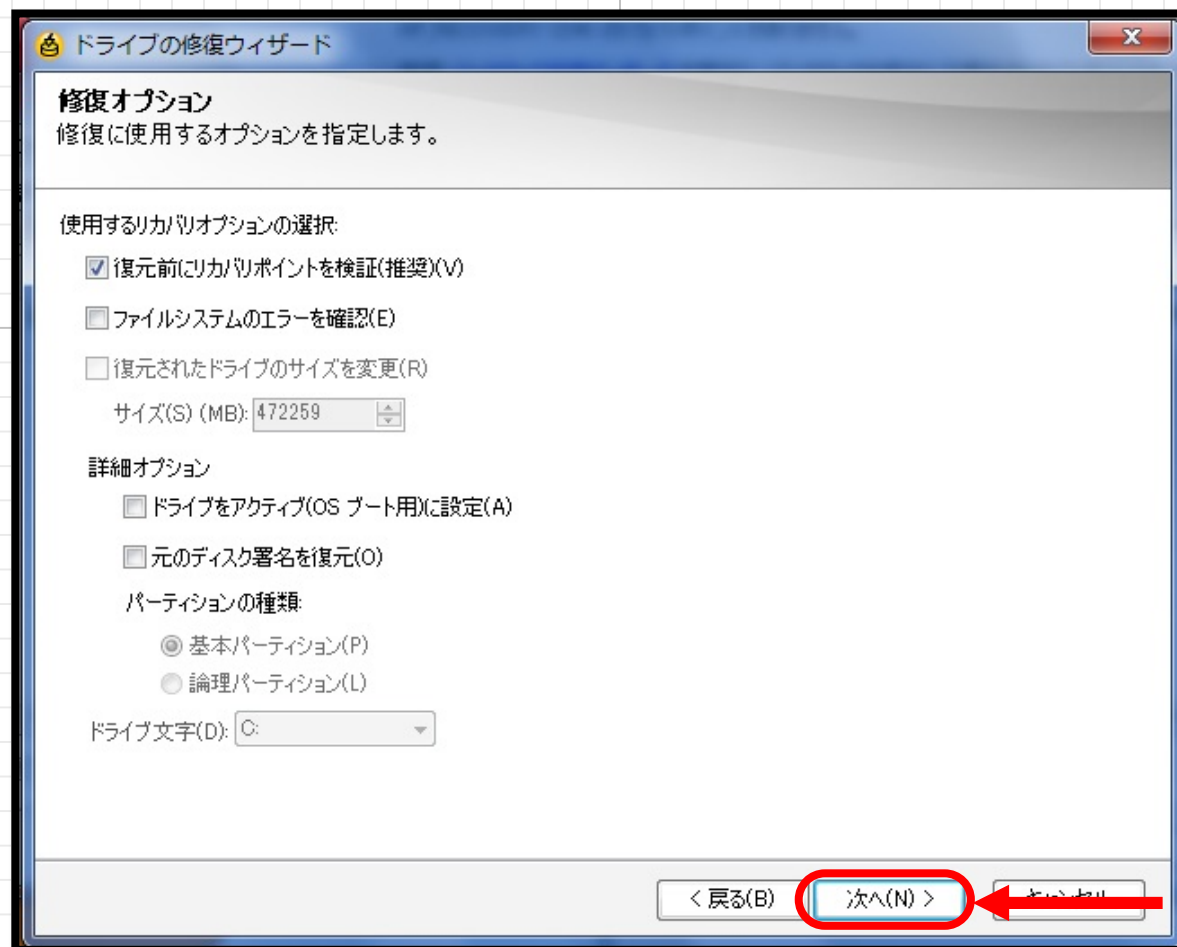 ドライブの修復ウィザード
修復オプション
修復に使用するオプションを指定します。
使用するリカバリオプションの選択:
復元前にリカバリポイントを検証(推奨)(V)
ファイルシステムのエラーを確認(E)
復元されたドライブのサイズを変更(R)
サイズ(S) (MB): 472259
詳細オプション
ドライブをアクティブ(OS ブート用)に設定(A)
元のディスク署名を復元(O)
パーティションの種類:
基本パーティション(P)
論理パーティション(L)
ドライブ文字(D): C:
< 戻る(B) 次へ(N) > キャンセル